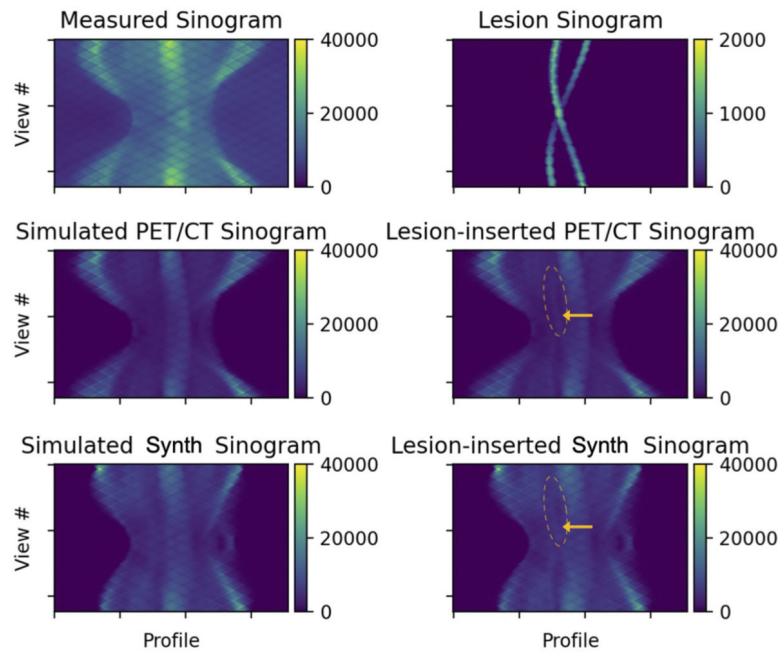 Measured Sinogram
Lesion Sinogram
View #
40000
20000
0
2000
1000
0
Simulated PET/CT Sinogram
Lesion-inserted PET/CT Sinogram
View #
40000
20000
0
40000
20000
0
Simulated Synth Sinogram
Lesion-inserted Synth Sinogram
View #
40000
20000
0
40000
20000
0
Profile
Profile